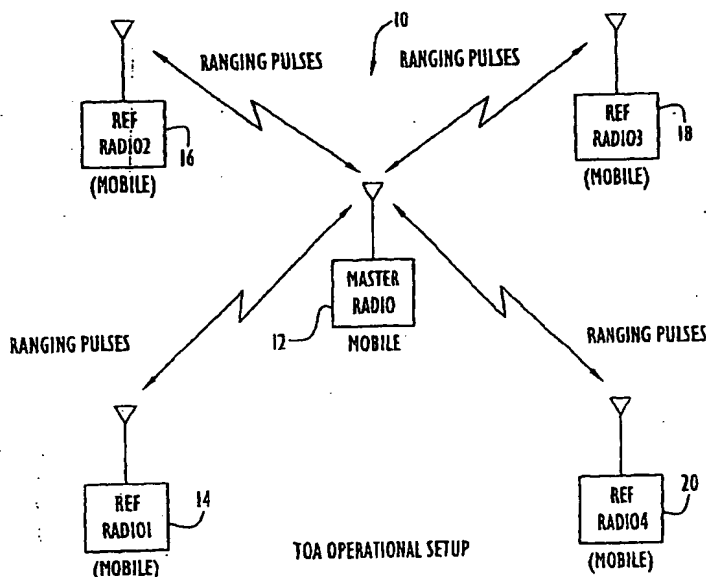 10
RANGING PULSES
RANGING PULSES
REF
RADIO2
16
(MOBILE)
REF
RADIO3
18
(MOBILE)
MASTER
RADIO
12
MOBILE
RANGING PULSES
RANGING PULSES
REF
RADIO1
14
(MOBILE)
REF
RADIO4
20
(MOBILE)
TOA OPERATIONAL SETUP